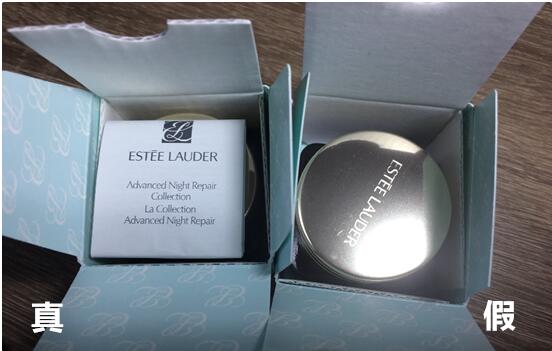 ESTĒE LAUDER
Advanced Night Repair
Collection
La Collection
Advanced Night Repair
ESTĒE LAUDER
真
假